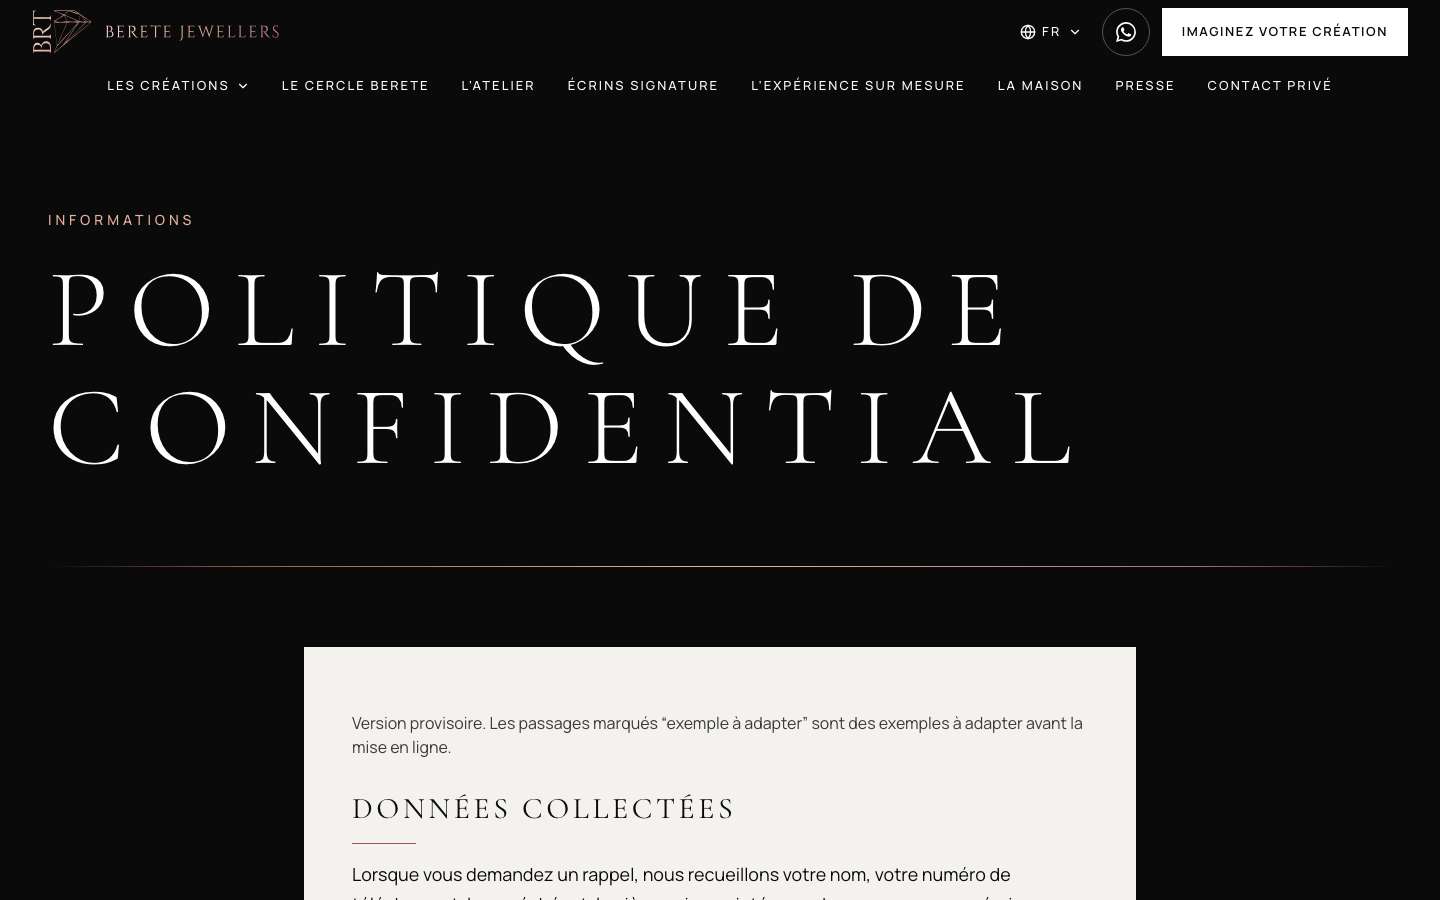 BRT BERETE JEWELLERS
FR
IMAGINEZ VOTRE CRÉATION
LES CRÉATIONS LE CERCLE BERETE L'ATELIER ÉCRINS SIGNATURE L'EXPÉRIENCE SUR MESURE LA MAISON PRESSE CONTACT PRIVÉ
INFORMATIONS
POLITIQUE DE
CONFIDENTIAL
Version provisoire. Les passages marqués “exemple à adapter” sont des exemples à adapter avant la
mise en ligne.
DONNÉES COLLECTÉES
Lorsque vous demandez un rappel, nous recueillons votre nom, votre numéro de